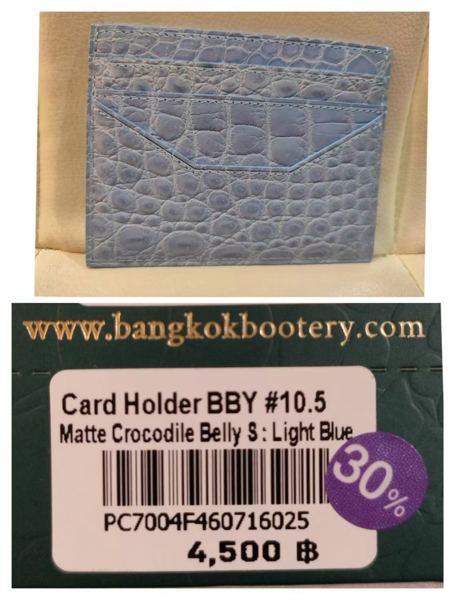 www.bangkokbootery.com
Card Holder BBY #10.5
Matte Crocodile Belly S : Light Blue
30%
PC7004F460716025
4,500 ฿